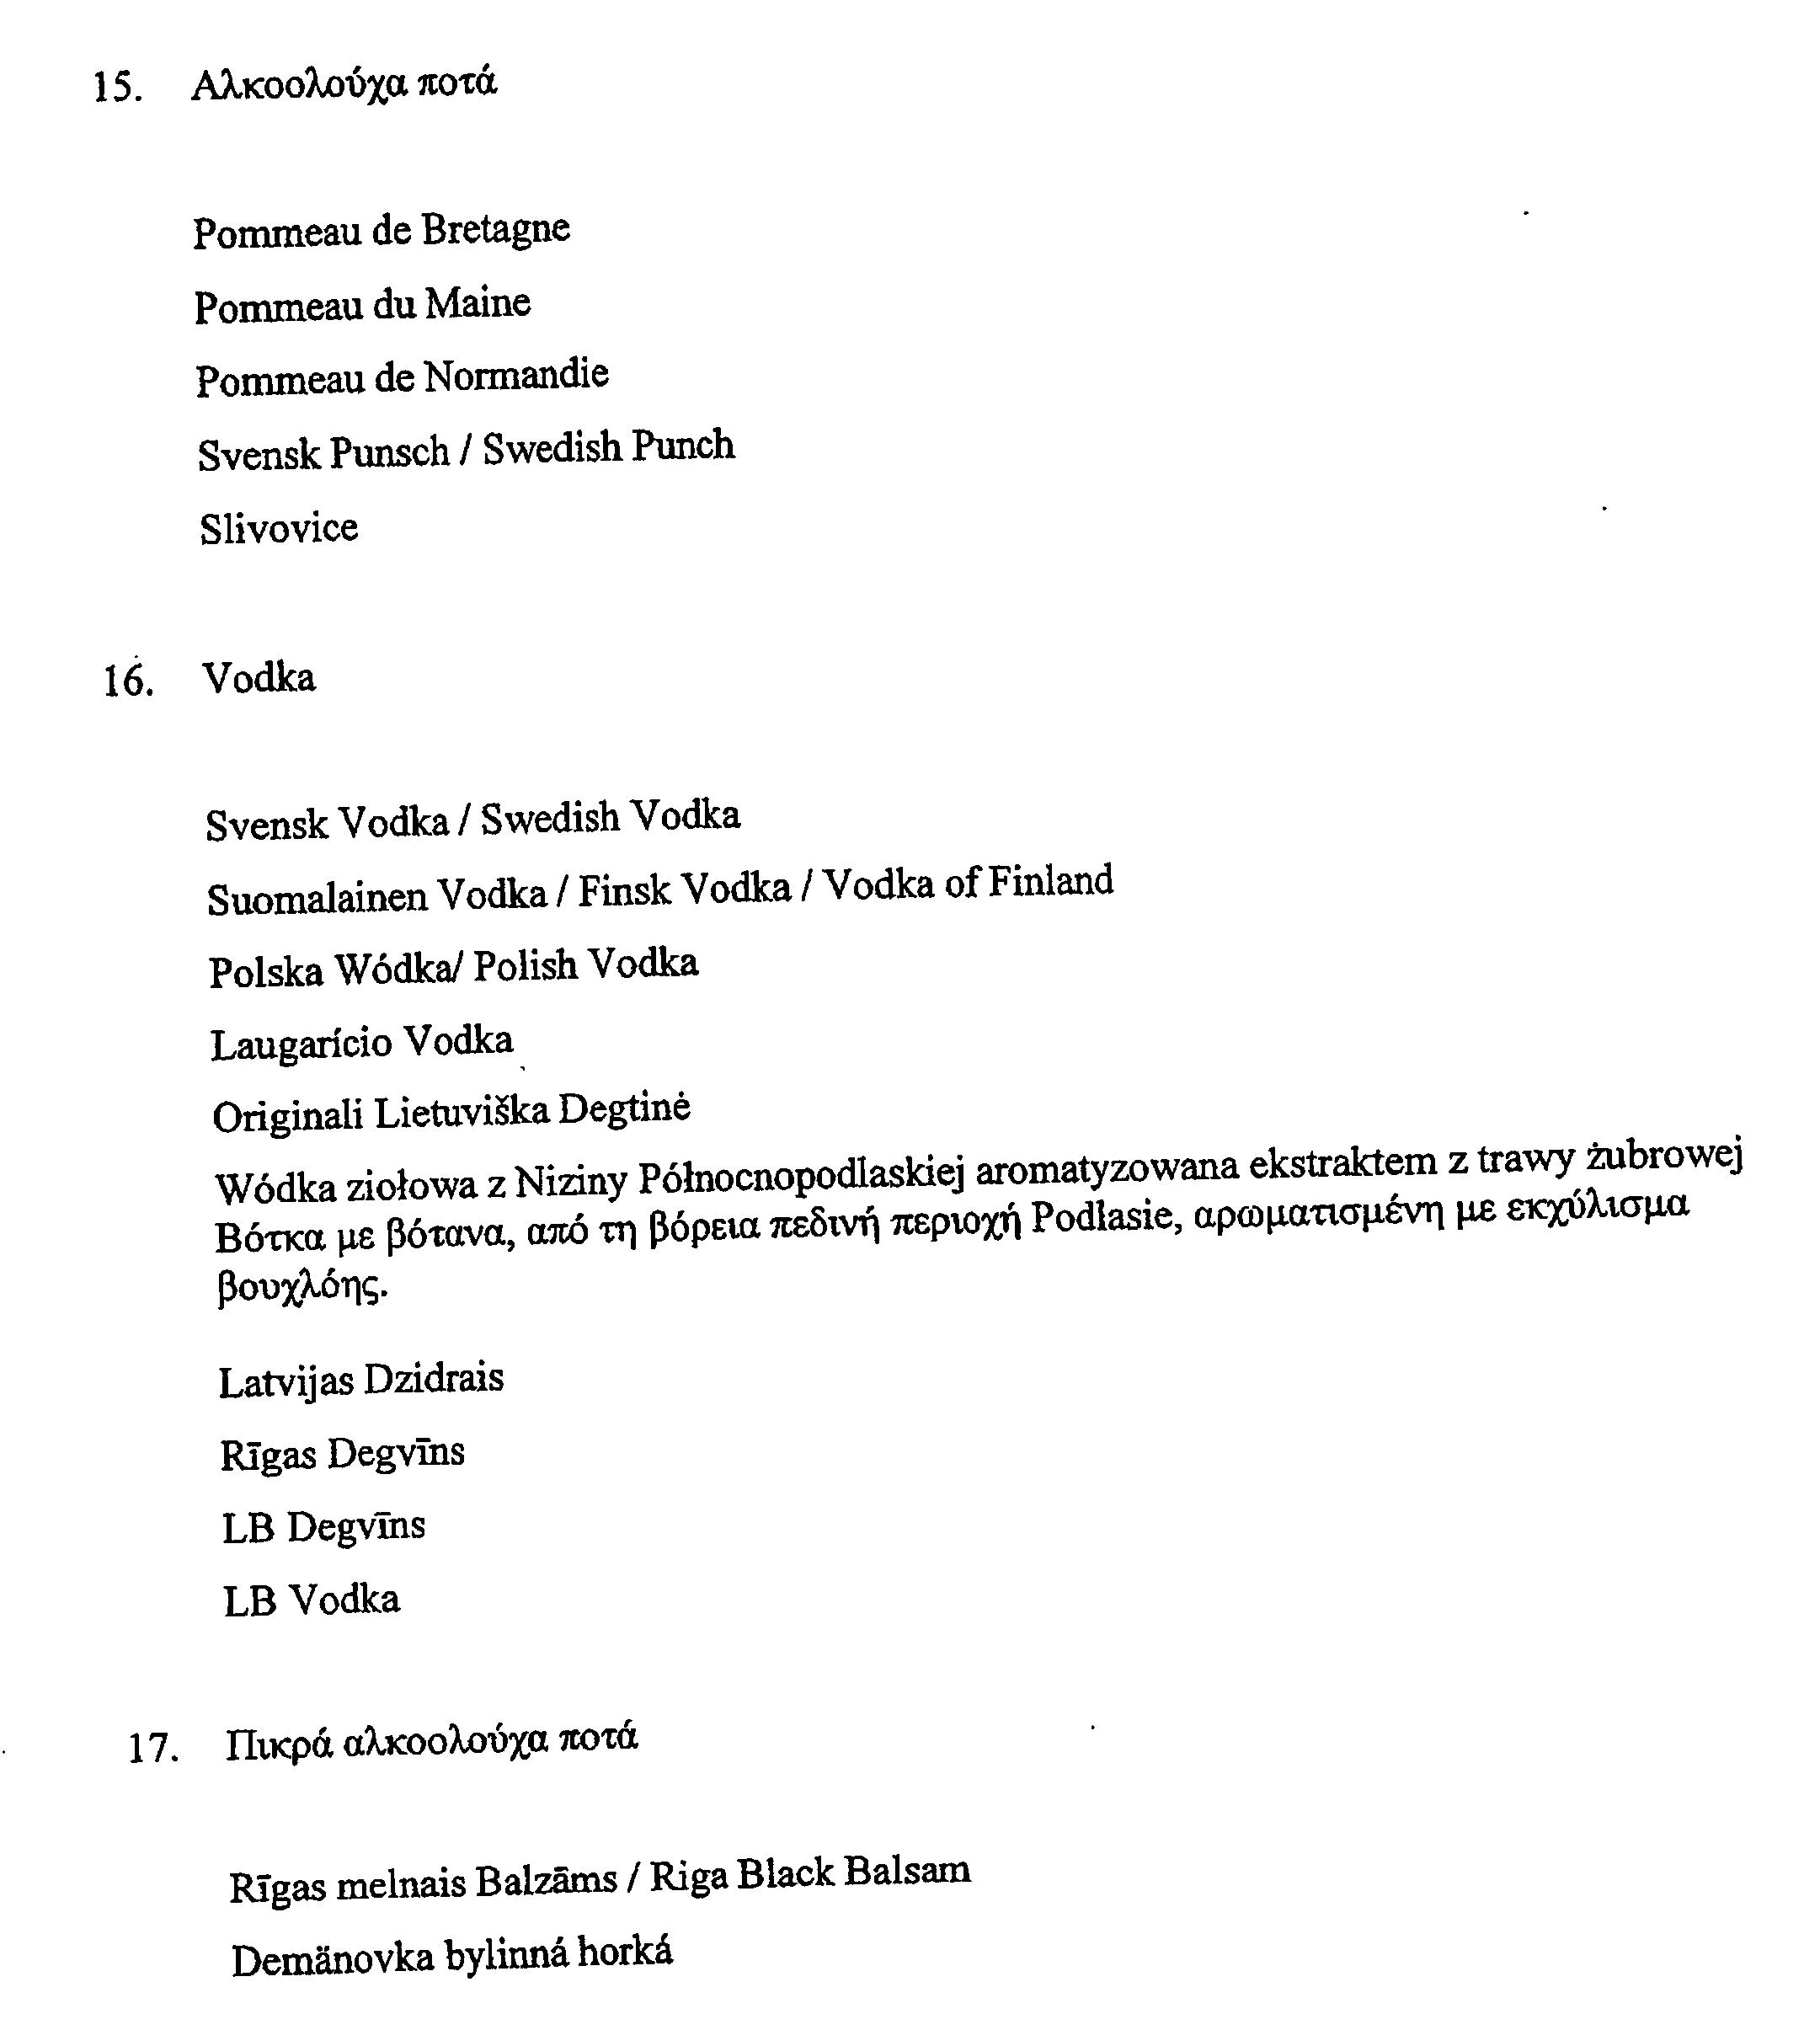 15. Αλκοολούχα ποτά
Pommeau de Bretagne
Pommeau du Maine
Pommeau de Normandie
Svensk Punsch / Swedish Punch
Slivovice
16. Vodka
Svensk Vodka / Swedish Vodka
Suomalainen Vodka / Finsk Vodka / Vodka of Finland
Polska Wódka/ Polish Vodka
Laugarício Vodka
Originali Lietuviška Degtinė
Wódka ziołowa z Niziny Północnopodlaskiej aromatyzowana ekstraktem z trawy żubrowej
Βότκα με βότανα, από τη βόρεια πεδινή περιοχή Podlasie, αρωματισμένη με εκχύλισμα
βουχλόης.
Latvijas Dzidrais
Rīgas Degvīns
LB Degvīns
LB Vodka
17. Πικρά αλκοολούχα ποτά
Rīgas melnais Balzāms / Riga Black Balsam
Demänovka bylinná horká